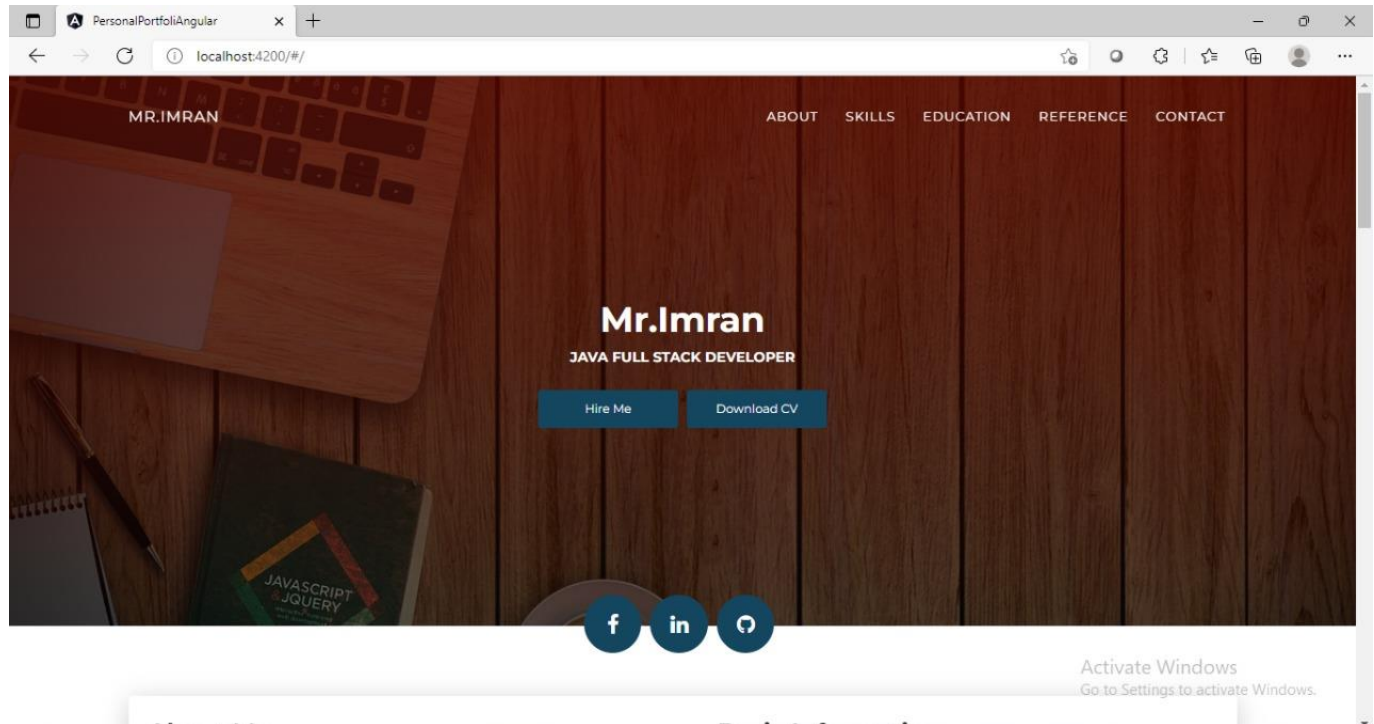 PersonalPortfoliAngular
localhost:4200/#/
MR.IMRAN
ABOUT SKILLS EDUCATION REFERENCE CONTACT
Mr.Imran
JAVA FULL STACK DEVELOPER
Hire Me
Download CV
JAVASCRIPT
& JQUERY
f in
Activate Windows
Go to Settings to activate Windows.